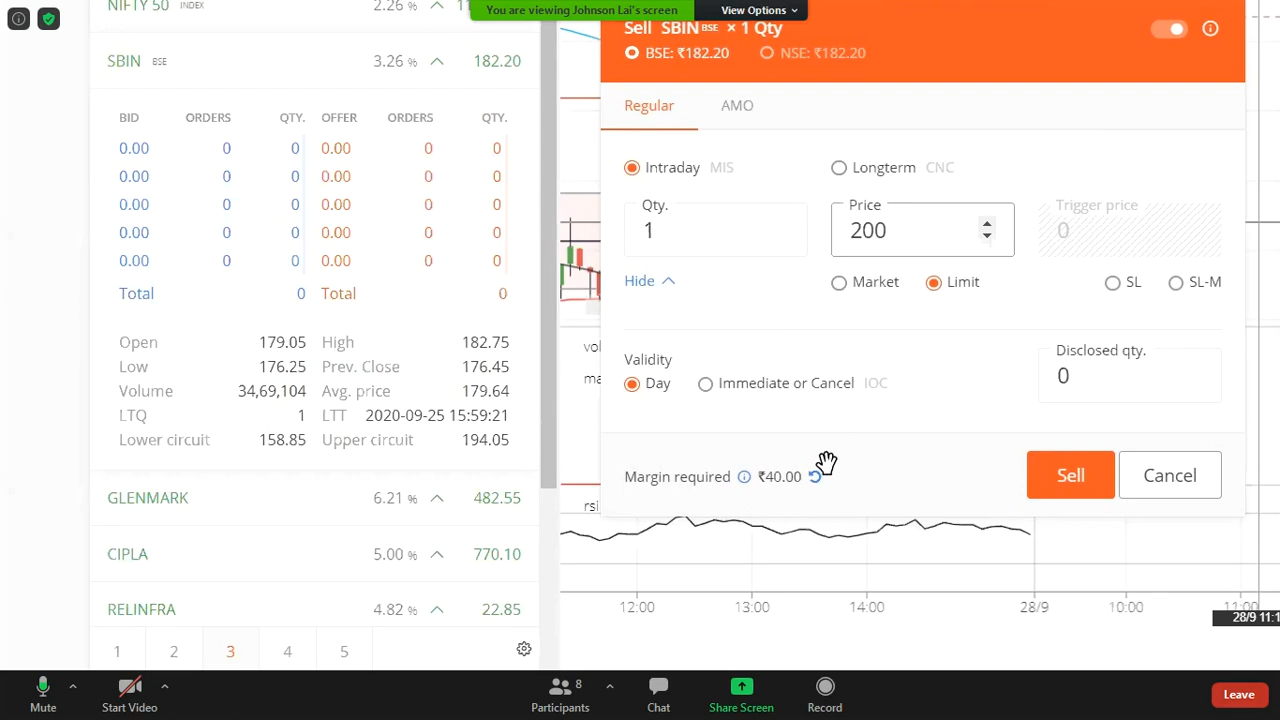 NIFTY 50 INDEX 2.26 %
You are viewing Johnson Lai's screen View Options
Sell SBIN BSE × 1 Qty
BSE: ₹182.20 NSE: ₹182.20
SBIN BSE 3.26 % 182.20
Regular AMO
BID ORDERS QTY. OFFER ORDERS QTY.
0.00 0 0 0.00 0 0
0.00 0 0 0.00 0 0
0.00 0 0 0.00 0 0
0.00 0 0 0.00 0 0
0.00 0 0 0.00 0 0
Total 0 Total 0
Intraday MIS Longterm CNC
Qty. Price Trigger price
1 200 0
Hide Market Limit SL SL-M
Open 179.05 High 182.75
Low 176.25 Prev. Close 176.45
Volume 34,69,104 Avg. price 179.64
LTQ 1 LTT 2020-09-25 15:59:21
Lower circuit 158.85 Upper circuit 194.05
vol
ma
Validity Disclosed qty.
Day Immediate or Cancel IOC 0
Margin required ₹40.00 Sell Cancel
GLENMARK 6.21 % 482.55
rsi
CIPLA 5.00 % 770.10
RELINFRA 4.82 % 22.85
12:00 13:00 14:00 28/9 10:00 11:00
28/9 11:1
1 2 3 4 5
Mute Start Video Participants 8 Chat Share Screen Record Leave